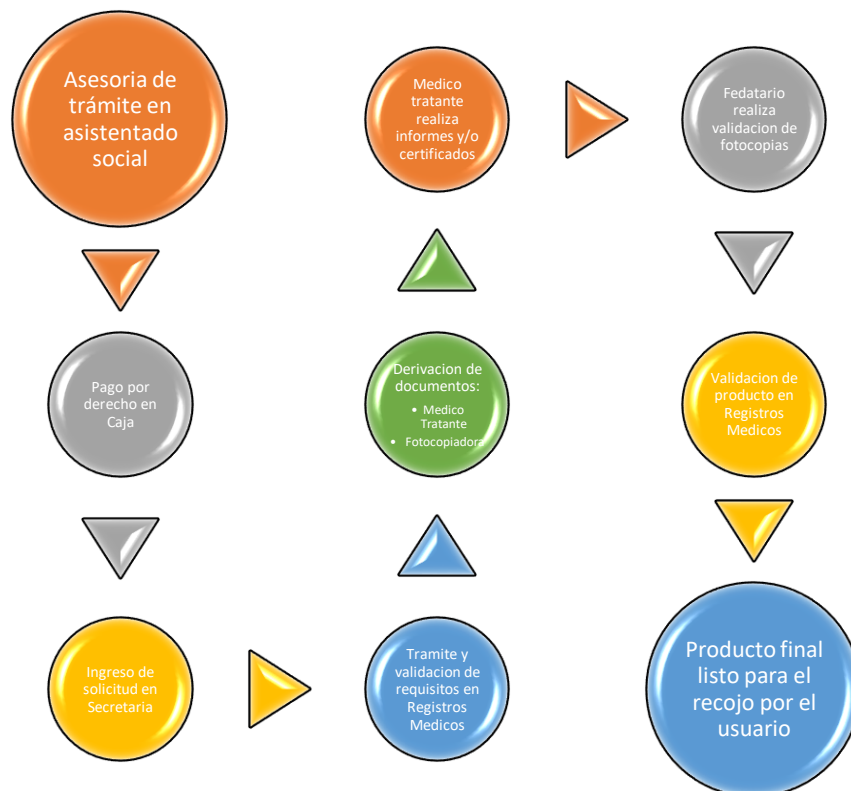 Asesoria de
trámite en
asistentado
social
Pago por
derecho en
Caja
Ingreso de
solicitud en
Secretaria
Tramite y
validacion de
requisitos en
Registros
Medicos
Derivacion de
documentos:
• Medico
Tratante
• Fotocopiadora
Medico
tratante
realiza
informes y/o
certificados
Fedatario
realiza
validacion de
fotocopias
Validacion de
producto en
Registros
Medicos
Producto final
listo para el
recojo por el
usuario